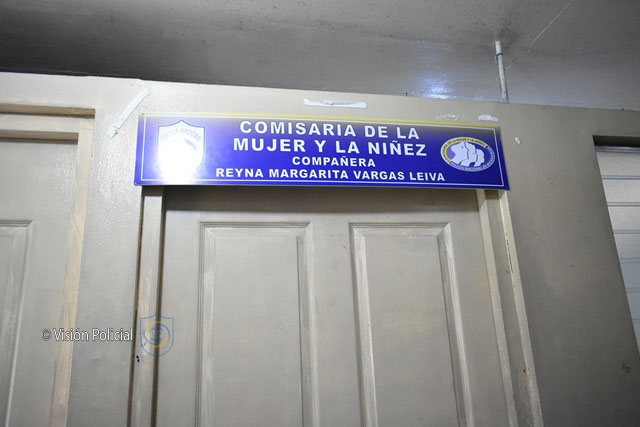 COMISARIA DE LA
MUJER Y LA NIÑEZ
COMPAÑERA
REYNA MARGARITA VARGAS LEIVA
© Visión Policial